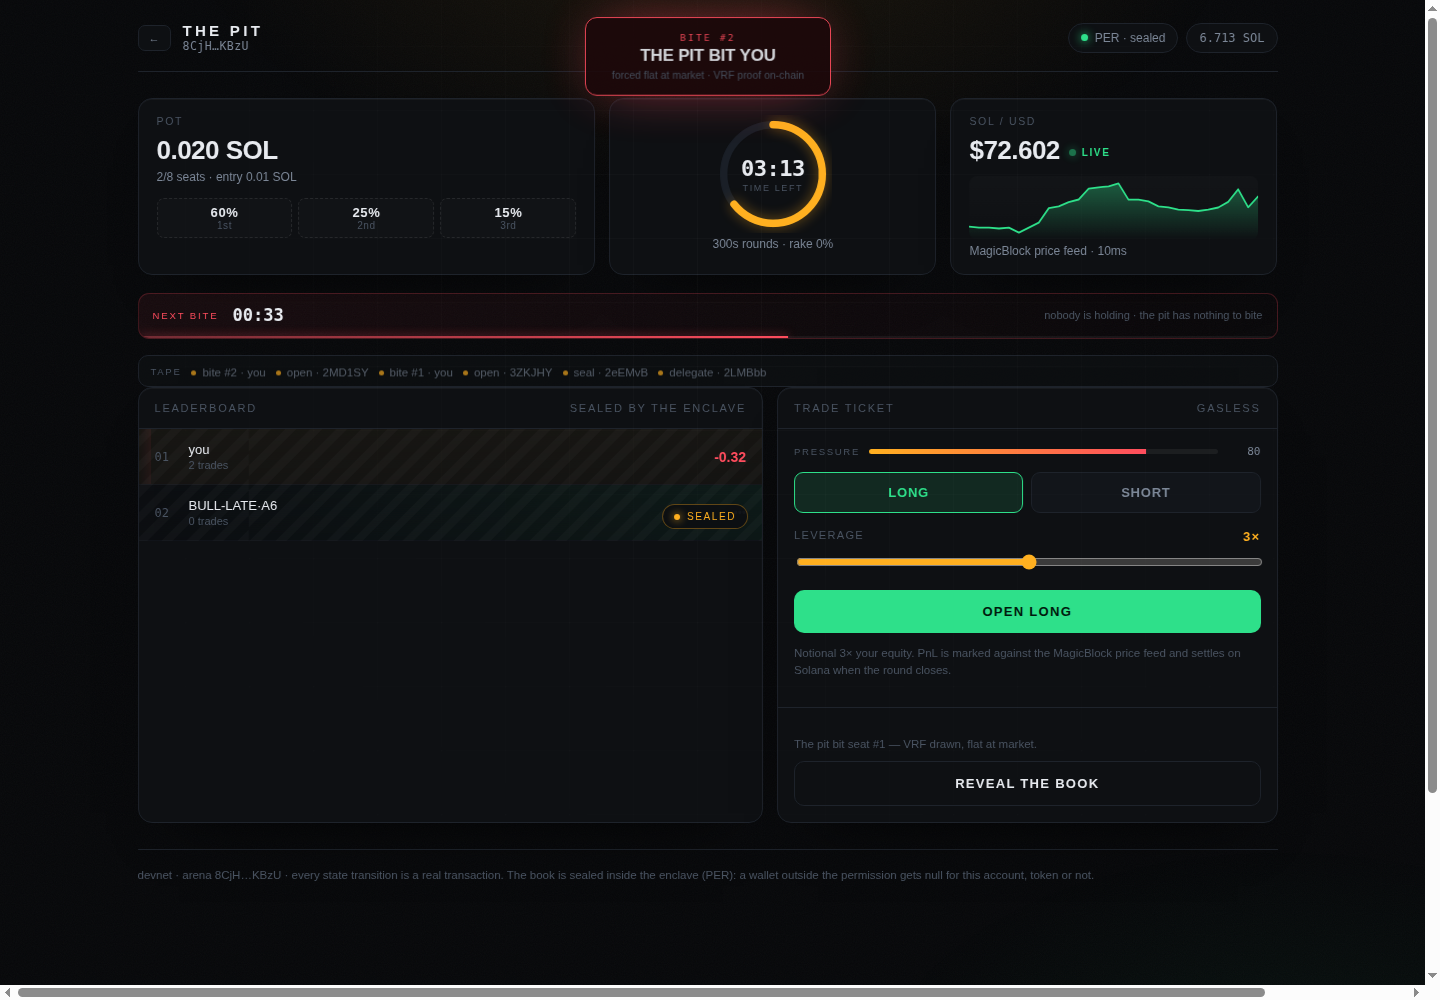 ←
THE PIT
8CjH…KBzU
BITE #2
THE PIT BIT YOU
forced flat at market · VRF proof on-chain
PER · sealed
6.713 SOL
POT
0.020 SOL
2/8 seats · entry 0.01 SOL
60%
1st
25%
2nd
15%
3rd
03:13
TIME LEFT
300s rounds · rake 0%
SOL / USD
$72.602
LIVE
MagicBlock price feed · 10ms
NEXT BITE 00:33
nobody is holding · the pit has nothing to bite
TAPE bite #2 · you open · 2MD1SY bite #1 · you open · 3ZKJHY seal · 2eEMvB delegate · 2LMBbb
LEADERBOARD
SEALED BY THE ENCLAVE
01
you
2 trades
-0.32
02
BULL-LATE·A6
0 trades
SEALED
TRADE TICKET
GASLESS
PRESSURE
80
LONG
SHORT
LEVERAGE
3×
OPEN LONG
Notional 3× your equity. PnL is marked against the MagicBlock price feed and settles on
Solana when the round closes.
The pit bit seat #1 — VRF drawn, flat at market.
REVEAL THE BOOK
devnet · arena 8CjH…KBzU · every state transition is a real transaction. The book is sealed inside the enclave (PER): a wallet outside the permission gets null for this account, token or not.